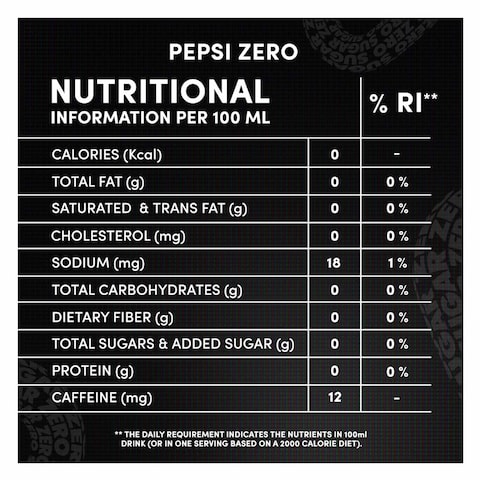 PEPSI ZERO
NUTRITIONAL
INFORMATION PER 100 ML
% RI**
CALORIES (Kcal) 0 -
TOTAL FAT (g) 0 0 %
SATURATED & TRANS FAT (g) 0 0 %
CHOLESTEROL (mg) 0 0 %
SODIUM (mg) 18 1 %
TOTAL CARBOHYDRATES (g) 0 0 %
DIETARY FIBER (g) 0 0 %
TOTAL SUGARS & ADDED SUGAR (g) 0 0 %
PROTEIN (g) 0 0 %
CAFFEINE (mg) 12 -
** THE DAILY REQUIREMENT INDICATES THE NUTRIENTS IN 100ml
DRINK (OR IN ONE SERVING BASED ON A 2000 CALORIE DIET).